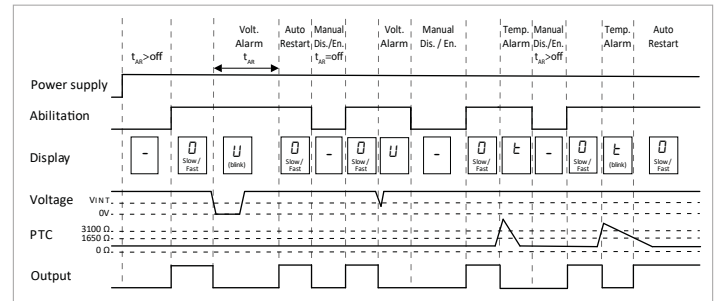 Volt. Auto Manual Volt. Manual Temp. Manual Temp. Auto
t_AR>off Alarm Restart Dis./En. Alarm Dis. / En. Alarm Dis./En. Alarm Restart
t_AR t_AR=off t_AR>off
Power supply
Abilitation
Display - 0 U 0 - 0 U - 0 t - 0 t 0
Slow / Fast (blink) Slow / Fast Slow / Fast Slow / Fast Slow / Fast (blink) Slow / Fast
Voltage VINT
0V
PTC 3100 Ω
1650 Ω
0 Ω
Output